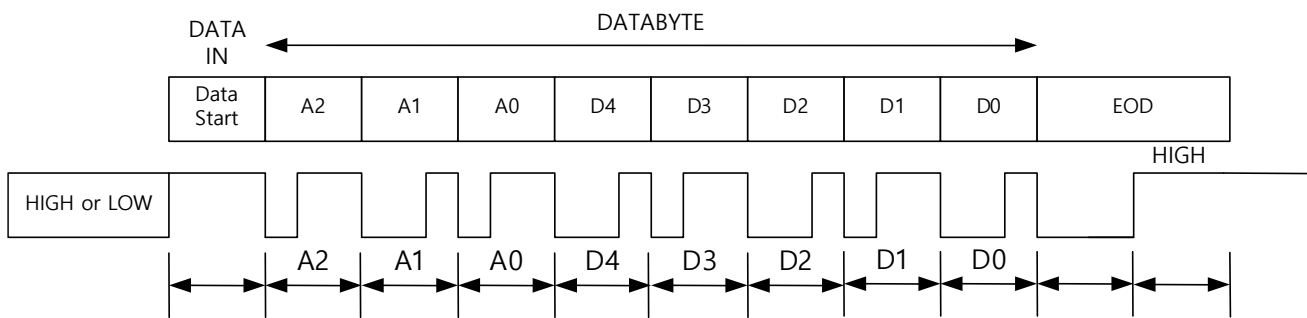 DATA
IN
DATABYTE
Data
Start
A2
A1
A0
D4
D3
D2
D1
D0
EOD
HIGH
HIGH or LOW
A2
A1
A0
D4
D3
D2
D1
D0